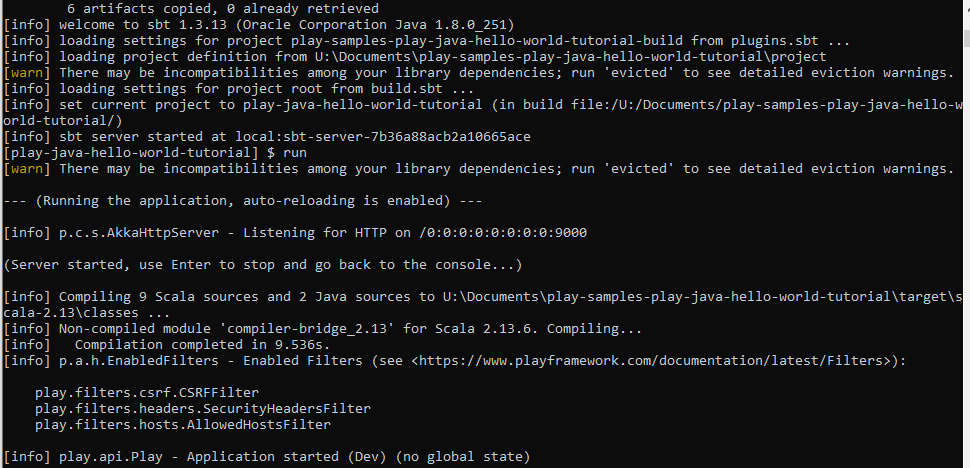 6 artifacts copied, 0 already retrieved
[info] welcome to sbt 1.3.13 (Oracle Corporation Java 1.8.0_251)
[info] loading settings for project play-samples-play-java-hello-world-tutorial-build from plugins.sbt ...
[info] loading project definition from U:\Documents\play-samples-play-java-hello-world-tutorial\project
[warn] There may be incompatibilities among your library dependencies; run 'evicted' to see detailed eviction warnings.
[info] loading settings for project root from build.sbt ...
[info] set current project to play-java-hello-world-tutorial (in build file:/U:/Documents/play-samples-play-java-hello-w
orld-tutorial/)
[info] sbt server started at local:sbt-server-7b36a88acb2a10665ace
[play-java-hello-world-tutorial] $ run
[warn] There may be incompatibilities among your library dependencies; run 'evicted' to see detailed eviction warnings.
--- (Running the application, auto-reloading is enabled) ---
[info] p.c.s.AkkaHttpServer - Listening for HTTP on /0:0:0:0:0:0:0:0:9000
(Server started, use Enter to stop and go back to the console...)
[info] Compiling 9 Scala sources and 2 Java sources to U:\Documents\play-samples-play-java-hello-world-tutorial\target\s
cala-2.13\classes ...
[info] Non-compiled module 'compiler-bridge_2.13' for Scala 2.13.6. Compiling...
[info]   Compilation completed in 9.536s.
[info] p.a.h.EnabledFilters - Enabled Filters (see <https://www.playframework.com/documentation/latest/Filters>):
play.filters.csrf.CSRFFilter
play.filters.headers.SecurityHeadersFilter
play.filters.hosts.AllowedHostsFilter
[info] play.api.Play - Application started (Dev) (no global state)